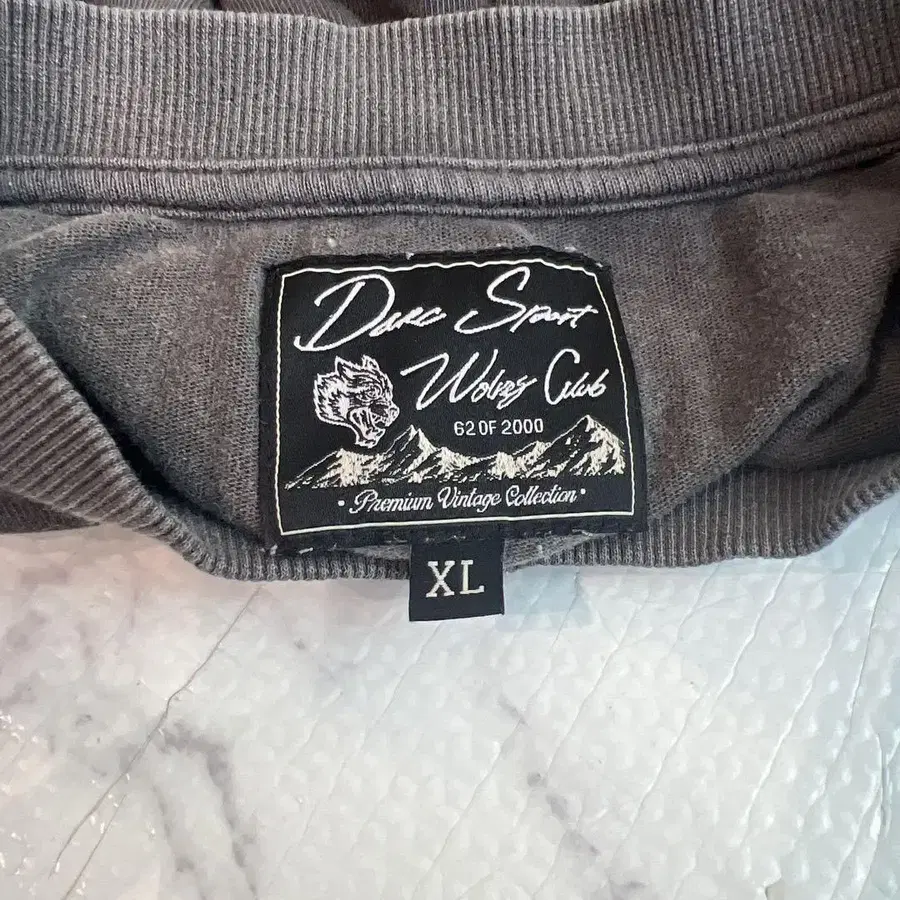 Darc Sport
Wolves Club
62 OF 2000
• Premium Vintage Collection •
XL